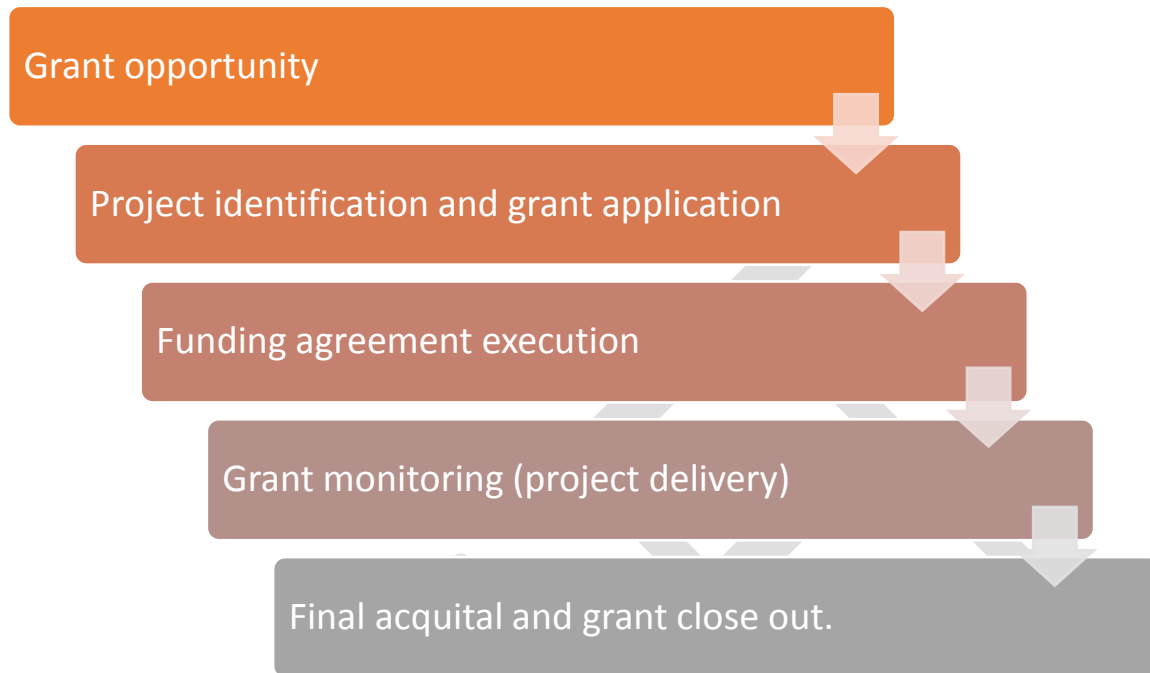 Grant opportunity
Project identification and grant application
Funding agreement execution
Grant monitoring (project delivery)
Final acquital and grant close out.